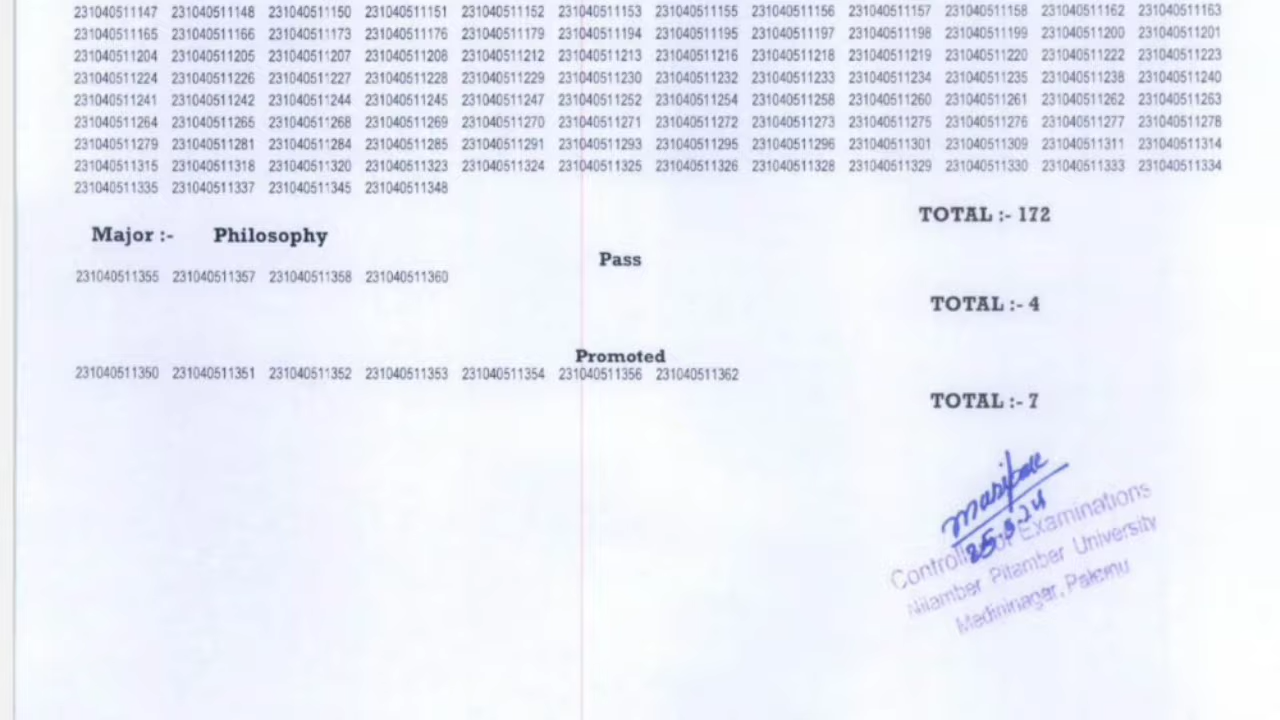 231040511147 231040511148 231040511150 231040511151 231040511152 231040511153 231040511155 231040511156 231040511157 231040511158 231040511162 231040511163
231040511165 231040511166 231040511173 231040511176 231040511179 231040511194 231040511195 231040511197 231040511198 231040511199 231040511200 231040511201
231040511204 231040511205 231040511207 231040511208 231040511212 231040511213 231040511216 231040511218 231040511219 231040511220 231040511222 231040511223
231040511224 231040511226 231040511227 231040511228 231040511229 231040511230 231040511232 231040511233 231040511234 231040511235 231040511238 231040511240
231040511241 231040511242 231040511244 231040511245 231040511247 231040511252 231040511254 231040511258 231040511260 231040511261 231040511262 231040511263
231040511264 231040511265 231040511268 231040511269 231040511270 231040511271 231040511272 231040511273 231040511275 231040511276 231040511277 231040511278
231040511279 231040511281 231040511284 231040511285 231040511291 231040511293 231040511295 231040511296 231040511301 231040511309 231040511311 231040511314
231040511315 231040511318 231040511320 231040511323 231040511324 231040511325 231040511326 231040511328 231040511329 231040511330 231040511333 231040511334
231040511335 231040511337 231040511345 231040511348
TOTAL :- 172
Major :- Philosophy
Pass
231040511355 231040511357 231040511358 231040511360
TOTAL :- 4
Promoted
231040511350 231040511351 231040511352 231040511353 231040511354 231040511356 231040511362
TOTAL :- 7
Controller of Examinations
Nilamber Pitamber University
Medininagar, Palamu